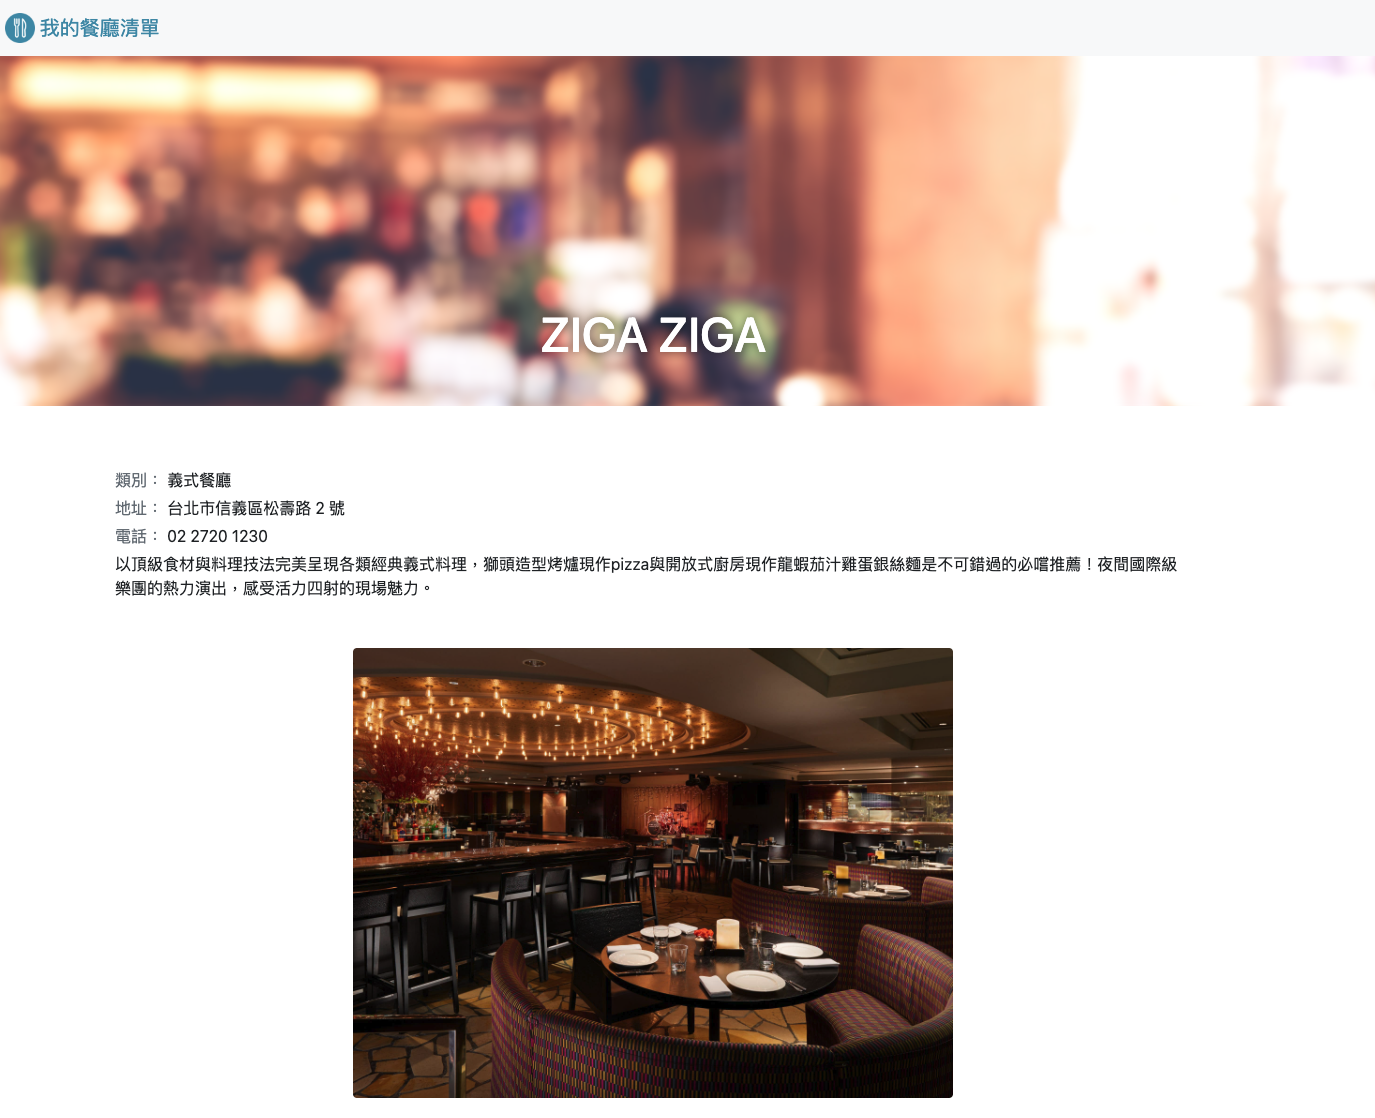 我的餐廳清單
ZIGA ZIGA
類別： 義式餐廳
地址： 台北市信義區松壽路 2 號
電話： 02 2720 1230
以頂級食材與料理技法完美呈現各類經典義式料理，獅頭造型烤爐現作pizza與開放式廚房現作龍蝦茄汁雞蛋銀絲麵是不可錯過的必嚐推薦！夜間國際級
樂團的熱力演出，感受活力四射的現場魅力。